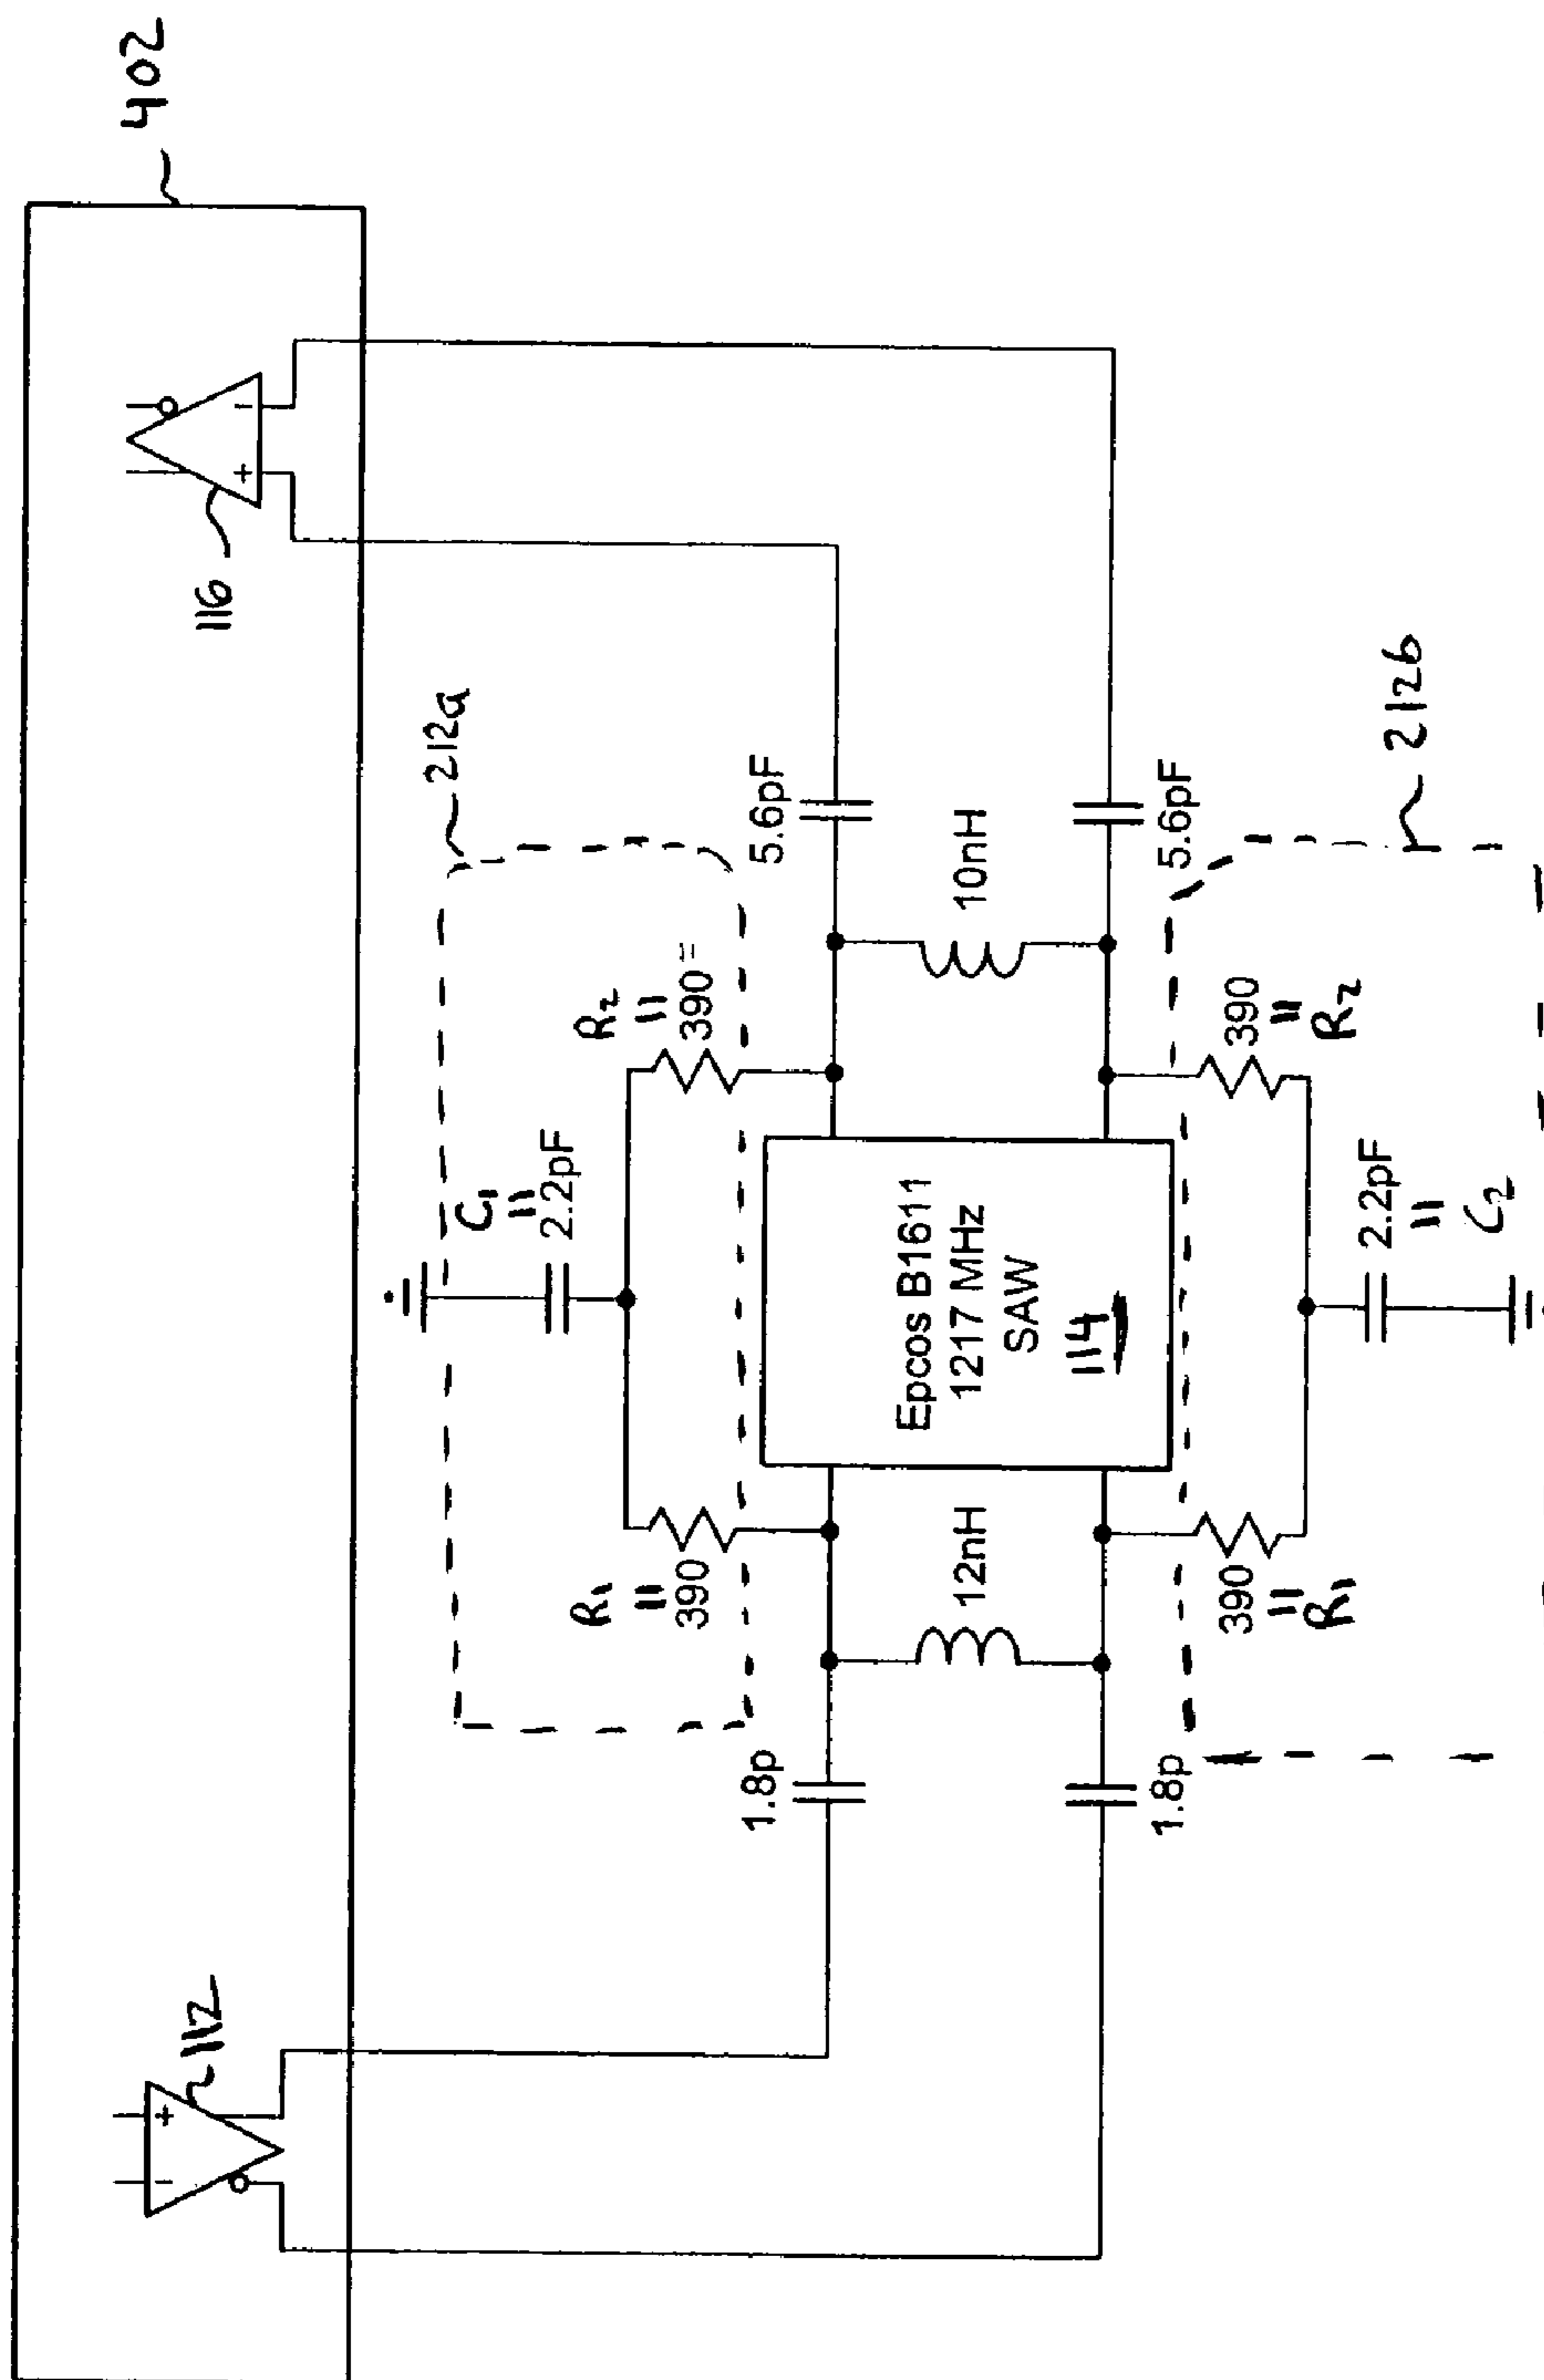 402
112
+
-
116
+
-
212a
C1
=
2.2pF
R1
=
390
R2
=
390=
1.8p
5.6pF
12nH
Epcos B1611
1217 MHz
SAW
114
10nH
1.8p
5.6pF
390
=
R1
390
=
R2
2.2pF
=
C2
212b